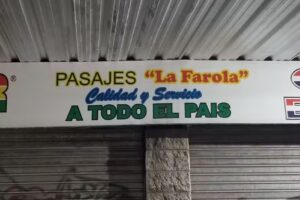 PASAJES "La Farola"
Calidad y Servicio
A TODO EL PAIS